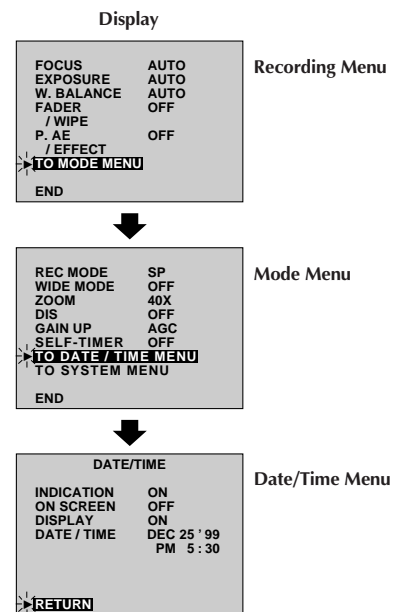 Display
Recording Menu
FOCUS AUTO
EXPOSURE AUTO
W. BALANCE AUTO
FADER OFF
/ WIPE
P. AE OFF
/ EFFECT
TO MODE MENU
END
Mode Menu
REC MODE SP
WIDE MODE OFF
ZOOM 40X
DIS OFF
GAIN UP AGC
SELF-TIMER OFF
TO DATE / TIME MENU
TO SYSTEM MENU
END
DATE/TIME
Date/Time Menu
INDICATION ON
ON SCREEN OFF
DISPLAY ON
DATE / TIME DEC 25 ' 99
PM 5 : 30
RETURN